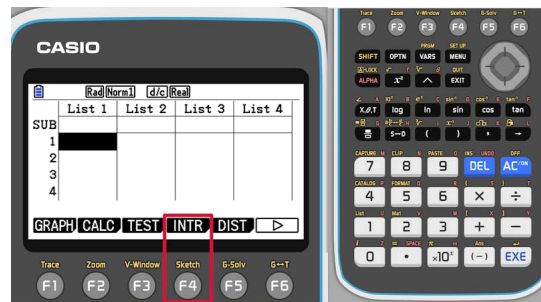 CASIO
Rad Norm1 d/c Real
List 1 List 2 List 3 List 4
SUB
1
2
3
4
GRAPH CALC TEST INTR DIST
Trace Zoom V-Window Sketch G-Solv G↔T
F1 F2 F3 F4 F5 F6
Trace Zoom V-Window Sketch G-Solv G↔T
F1 F2 F3 F4 F5 F6
PRGM SET UP
SHIFT OPTN VARS MENU
A-LOCK QUIT
ALPHA x² ^ EXIT
X,θ,T log ln sin cos tan
S↔D ( ) , →
CAPTURE M CLIP N PASTE O INS UNDO OFF
7 8 9 DEL AC/ON
CATALOG P FORMAT Q
4 5 6 × ÷
List U Mat V
1 2 3 + −
i Z = SPACE π Ans
0 • ×10ˣ (−) EXE